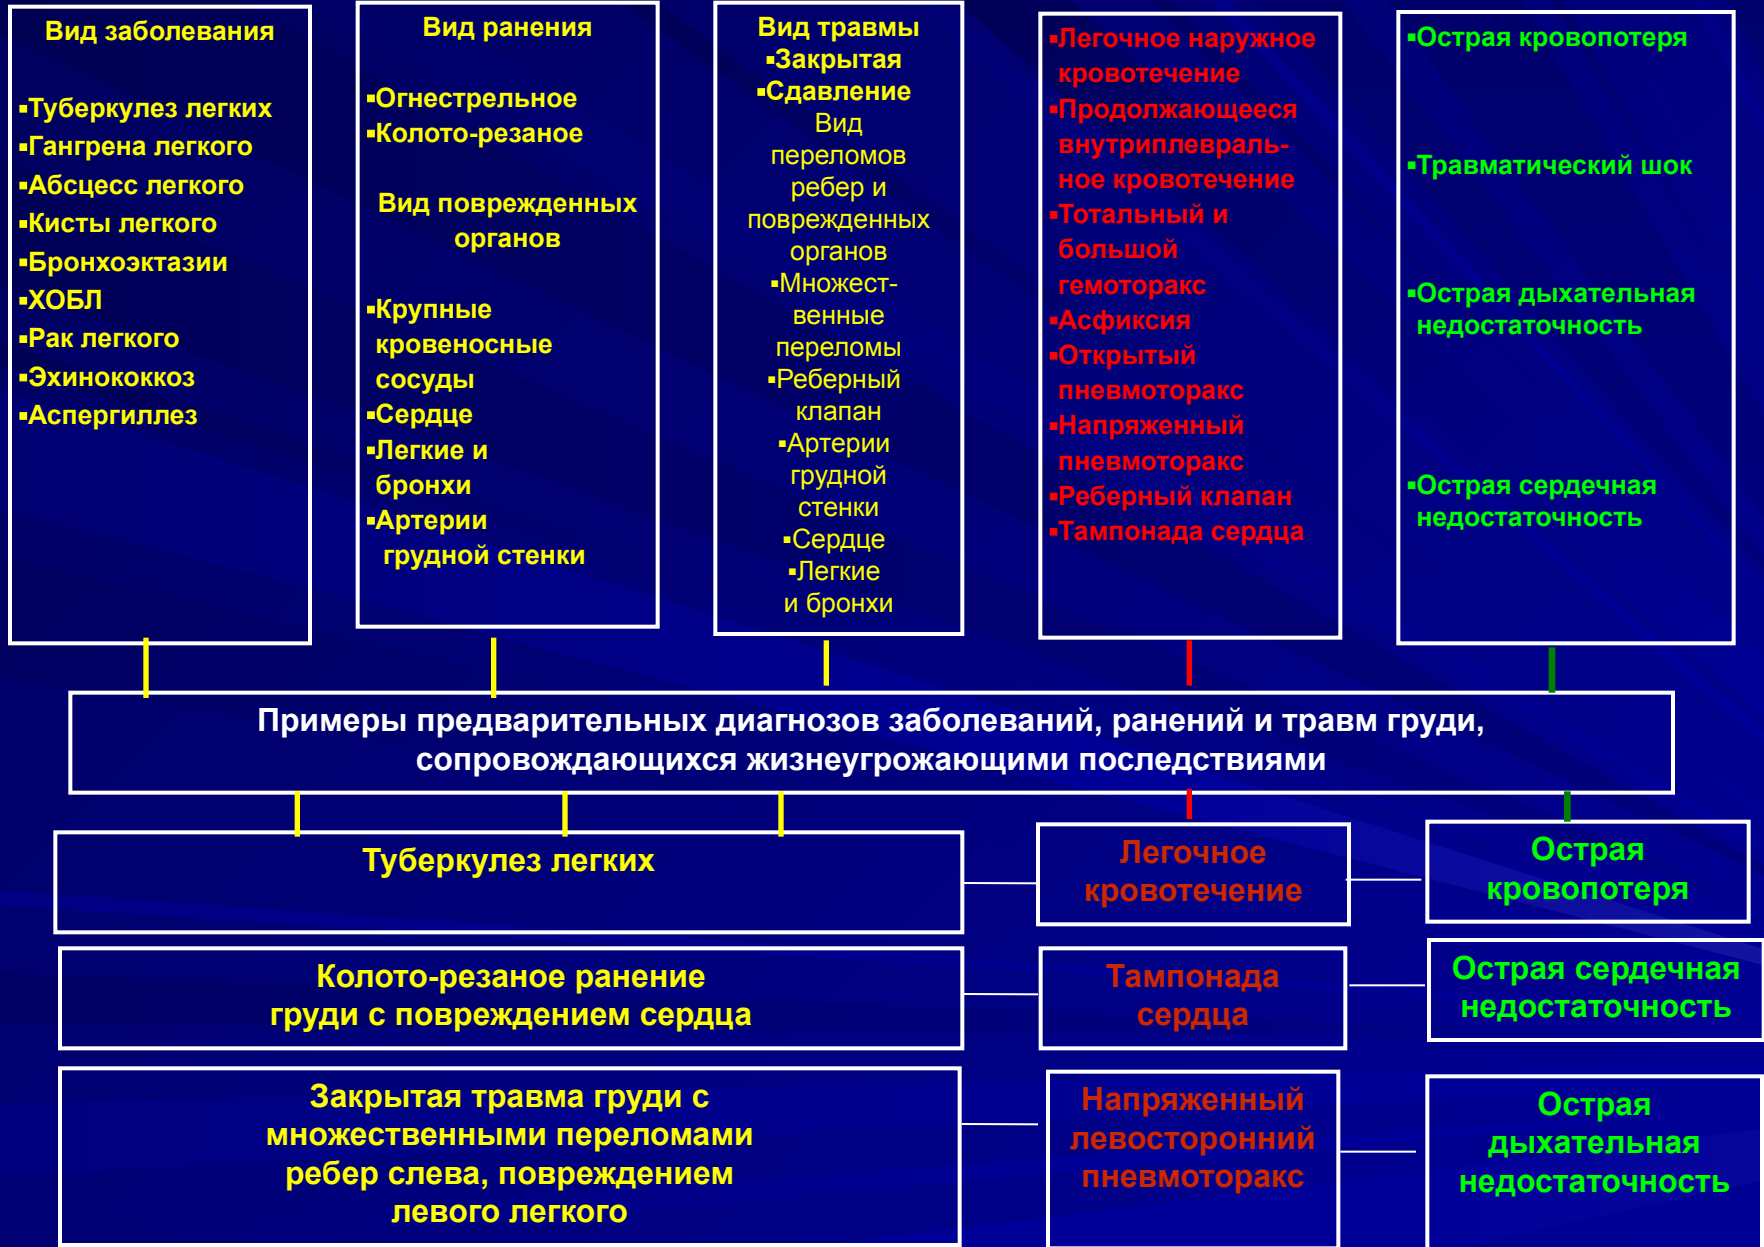 Вид заболевания
▪Туберкулез легких
▪Гангрена легкого
▪Абсцесс легкого
▪Кисты легкого
▪Бронхоэктазии
▪ХОБЛ
▪Рак легкого
▪Эхинококкоз
▪Аспергиллез
Вид ранения
▪Огнестрельное
▪Колото-резаное
Вид поврежденных
органов
▪Крупные
кровеносные
сосуды
▪Сердце
▪Легкие и
бронхи
▪Артерии
грудной стенки
Вид травмы
▪Закрытая
▪Сдавление
Вид
переломов
ребер и
поврежденных
органов
▪Множест-
венные
переломы
▪Реберный
клапан
▪Артерии
грудной
стенки
▪Сердце
▪Легкие
и бронхи
▪Легочное наружное
кровотечение
▪Продолжающееся
внутриплевраль-
ное кровотечение
▪Тотальный и
большой
гемоторакс
▪Асфиксия
▪Открытый
пневмоторакс
▪Напряженный
пневмоторакс
▪Реберный клапан
▪Тампонада сердца
▪Острая кровопотеря
▪Травматический шок
▪Острая дыхательная
недостаточность
▪Острая сердечная
недостаточность
Примеры предварительных диагнозов заболеваний, ранений и травм груди,
сопровождающихся жизнеугрожающими последствиями
Туберкулез легких
Легочное
кровотечение
Острая
кровопотеря
Колото-резаное ранение
груди с повреждением сердца
Тампонада
сердца
Острая сердечная
недостаточность
Закрытая травма груди с
множественными переломами
ребер слева, повреждением
левого легкого
Напряженный
левосторонний
пневмоторакс
Острая
дыхательная
недостаточность